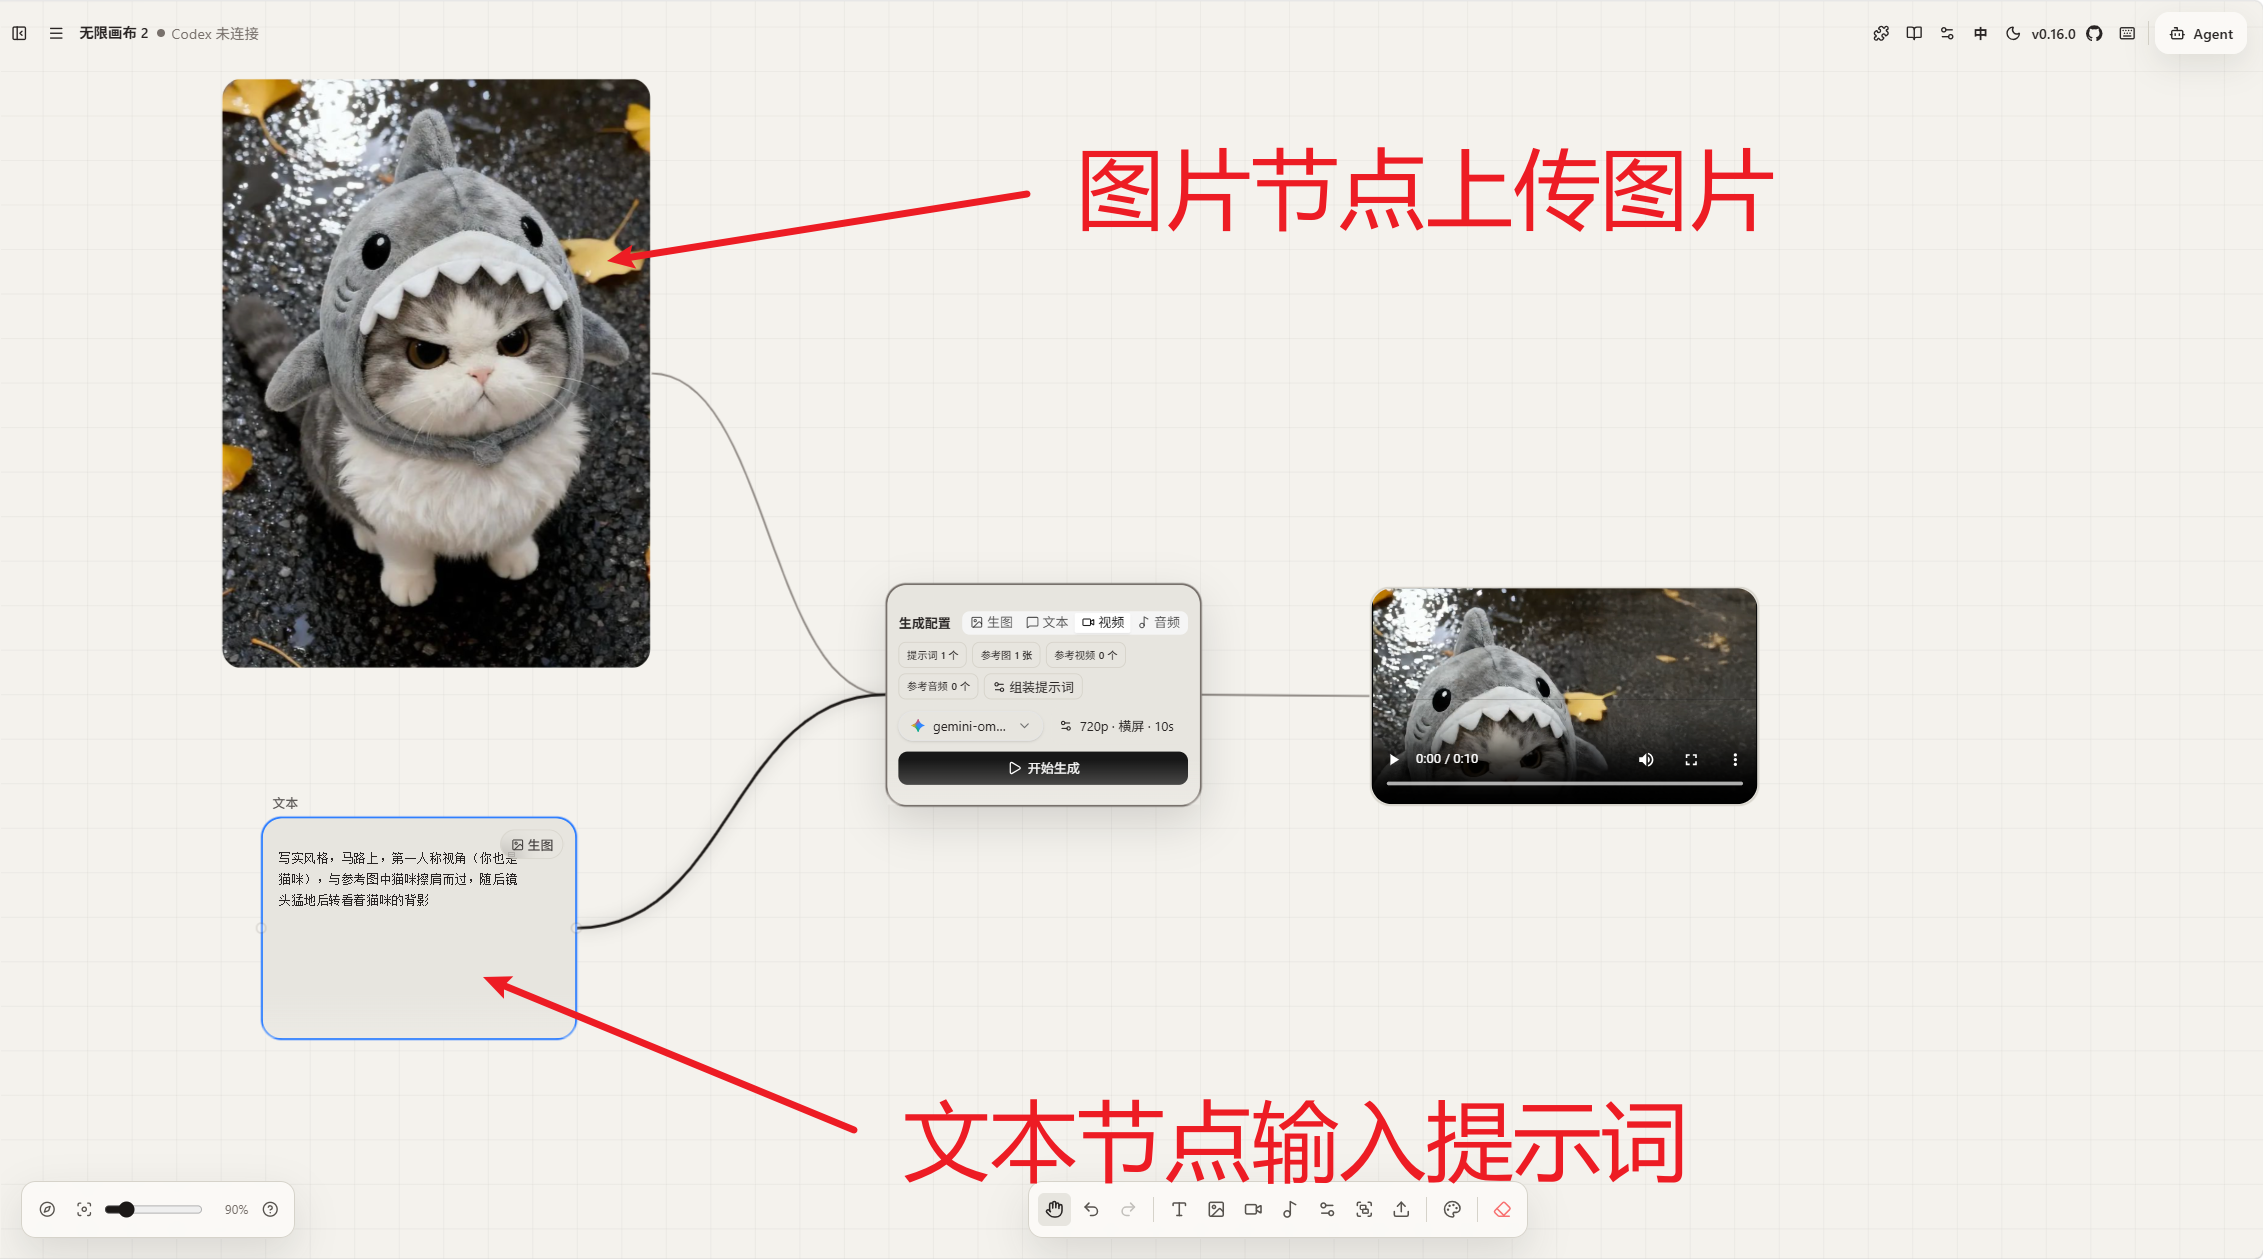 无限画布 2
Codex 未连接
中
v0.16.0
Agent
图片节点上传图片
生成配置
生图
文本
视频
音频
提示词 1 个
参考图 1 张
参考视频 0 个
参考音频 0 个
组装提示词
gemini-om...
720p · 横屏 · 10s
开始生成
0:00 / 0:10
文本
生图
写实风格，马路上，第一人称视角（你也是
猫咪），与参考图中猫咪擦肩而过，随后镜
头猛地后转看着猫咪的背影
文本节点输入提示词
90%